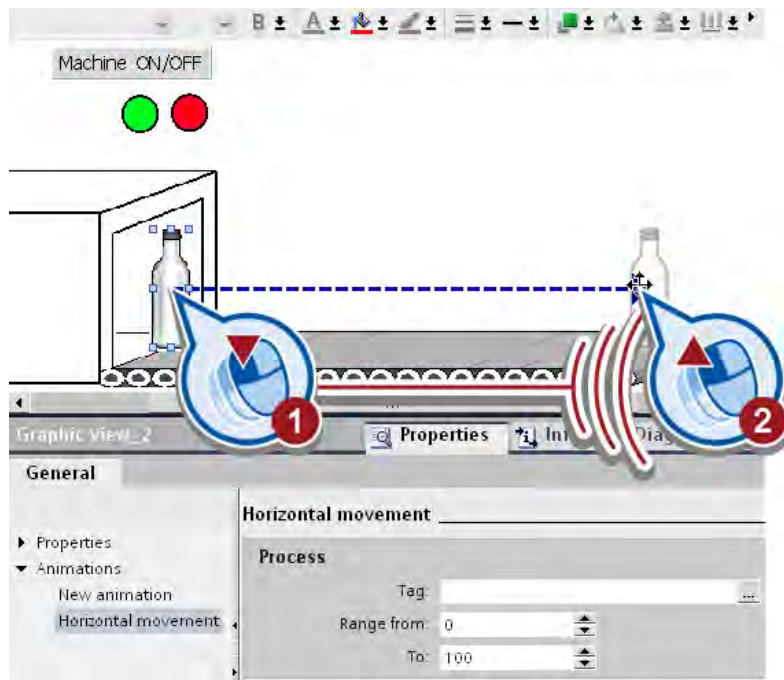 B A
Machine ON/OFF
1
2
Graphic View_2 Properties
General
Horizontal movement
Properties
Process
Animations
New animation
Tag:
...
Horizontal movement
Range from: 0
To: 100